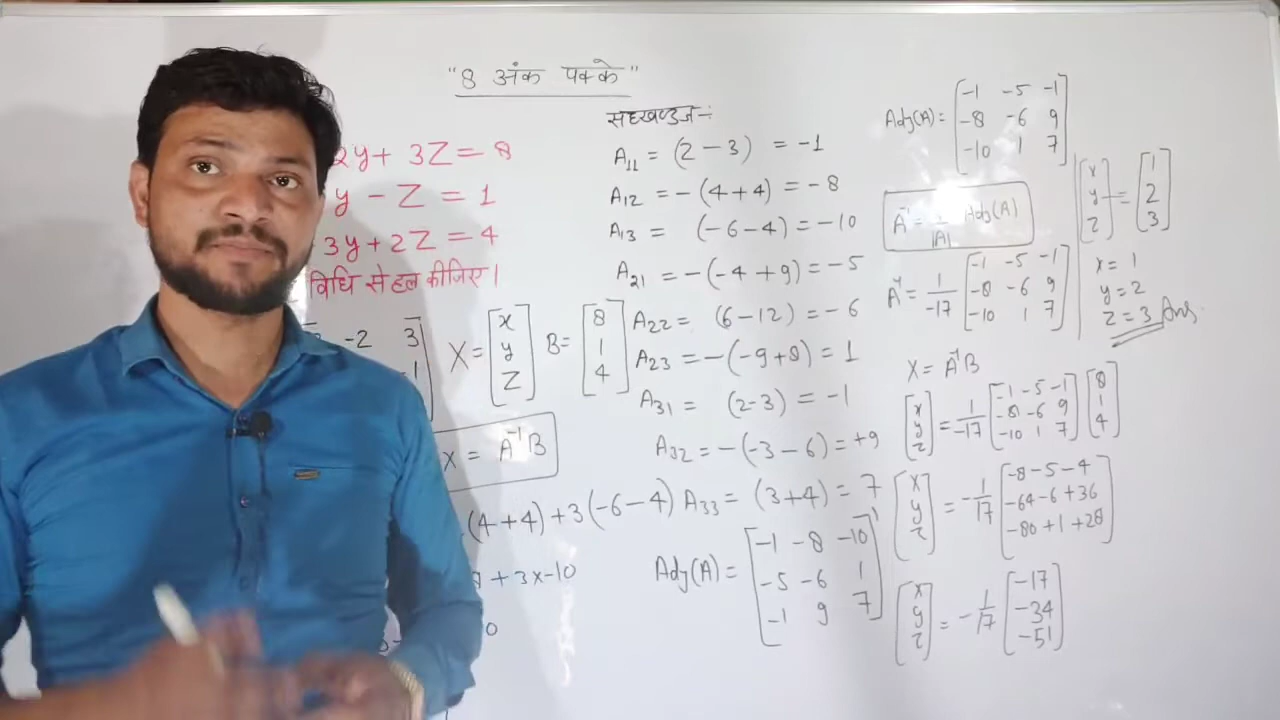 "8 अंक पक्के"
2y + 3Z = 8
y - Z = 1
3y + 2Z = 4
विधि से हल कीजिए।
-2 3
X = [x y Z] B = [8 1 4]
X = A⁻¹B
(4+4) + 3(-6-4)
+ 3x-10
सहखण्डज :-
A₁₁ = (2-3) = -1
A₁₂ = -(4+4) = -8
A₁₃ = (-6-4) = -10
A₂₁ = -(-4+9) = -5
A₂₂ = (6-12) = -6
A₂₃ = -(-9+8) = 1
A₃₁ = (2-3) = -1
A₃₂ = -(-3-6) = +9
A₃₃ = (3+4) = 7
Adj(A) = [-1 -8 -10
-5 -6 1
-1 9 7]'
Adj(A) = [-1 -5 -1
-8 -6 9
-10 1 7]
A⁻¹ = 1/|A| Adj(A)
A⁻¹ = 1/-17 [-1 -5 -1
-8 -6 9
-10 1 7]
X = A⁻¹B
[x y z] = 1/-17 [-1 -5 -1
-8 -6 9
-10 1 7] [8 1 4]
[x y z] = -1/17 [-8-5-4
-64-6+36
-80+1+28]
[x y z] = -1/17 [-17
-34
-51]
[x y z] = [1 2 3]
x = 1
y = 2
z = 3 Ans.